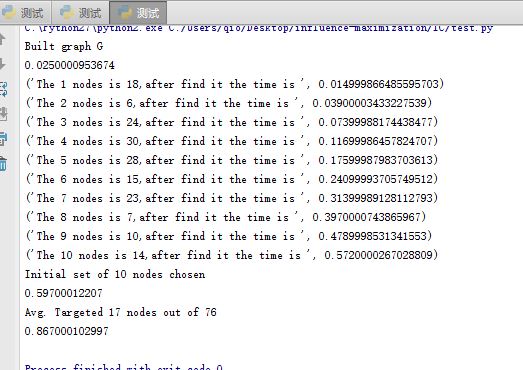 测试 测试 测试
C:\Python27\python2.exe C:/Users/qio/Desktop/influence-maximization/IC/test.py
Built graph G
0.0250000953674
('The 1 nodes is 18,after find it the time is ', 0.014999866485595703)
('The 2 nodes is 6,after find it the time is ', 0.03900003433227539)
('The 3 nodes is 24,after find it the time is ', 0.07399988174438477)
('The 4 nodes is 30,after find it the time is ', 0.11699986457824707)
('The 5 nodes is 28,after find it the time is ', 0.17599987983703613)
('The 6 nodes is 15,after find it the time is ', 0.24099993705749512)
('The 7 nodes is 23,after find it the time is ', 0.31399989128112793)
('The 8 nodes is 7,after find it the time is ', 0.3970000743865967)
('The 9 nodes is 10,after find it the time is ', 0.4789998531341553)
('The 10 nodes is 14,after find it the time is ', 0.5720000267028809)
Initial set of 10 nodes chosen
0.59700012207
Avg. Targeted 17 nodes out of 76
0.867000102997
Process finished with exit code 0